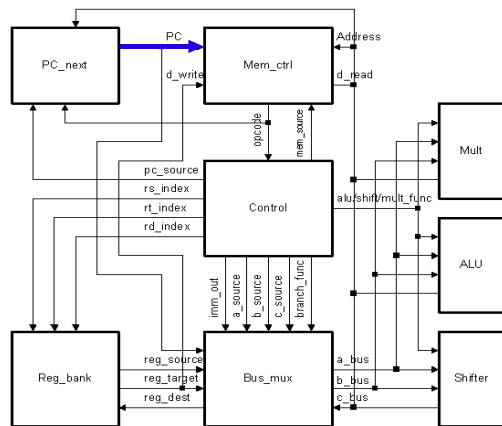 PC
Address
PC_next
Mem_ctrl
d_write
d_read
opcode
mem_source
Mult
pc_source
rs_index
rt_index
rd_index
Control
alu/shift/mult_func
ALU
imm_out
a_source
b_source
c_source
branch_func
reg_source
reg_target
reg_dest
Reg_bank
Bus_mux
a_bus
b_bus
c_bus
Shifter